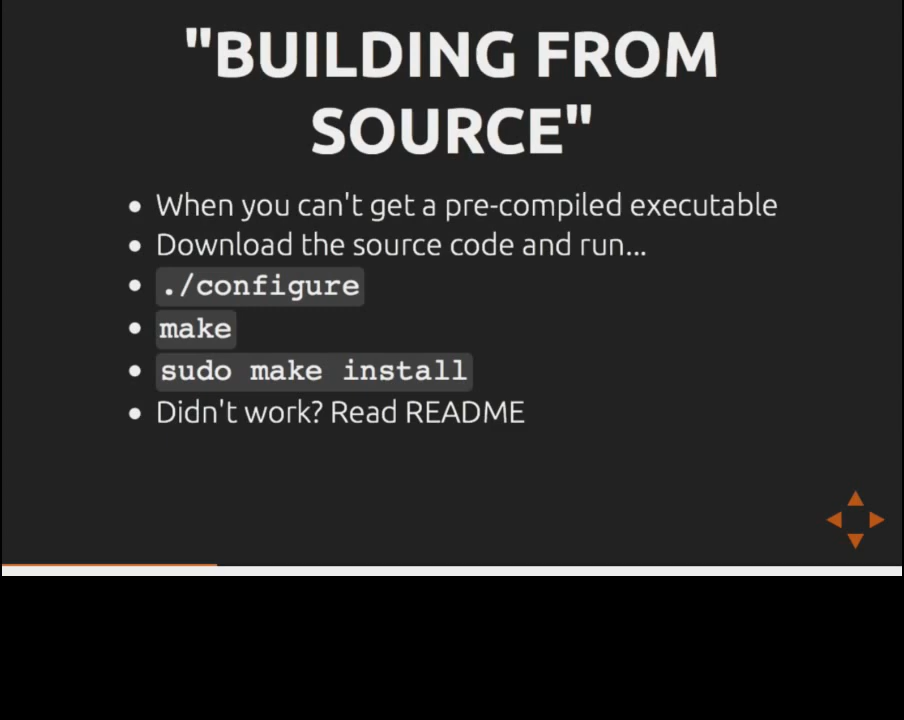 "BUILDING FROM
SOURCE"
When you can't get a pre-compiled executable
Download the source code and run...
./configure
make
sudo make install
Didn't work? Read README